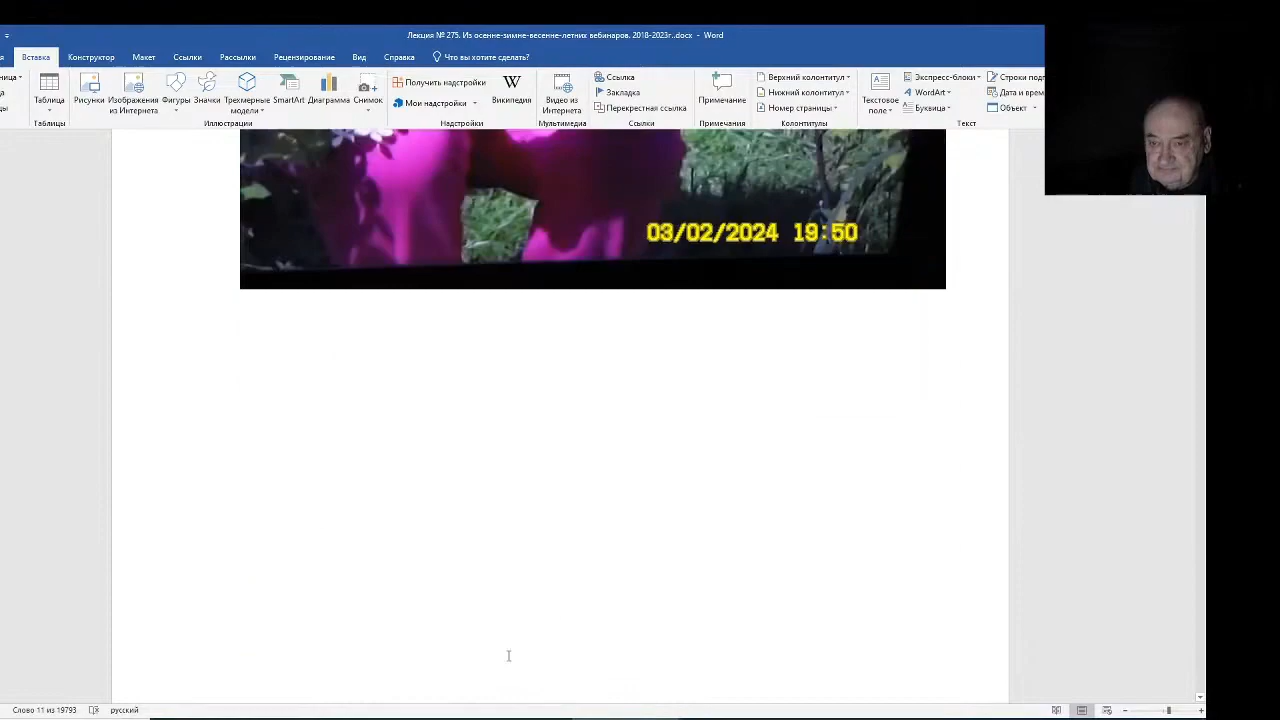 Лекция № 275. Из осенне-зимне-весенне-летних вебинаров. 2018-2023г..docx - Word
Вставка Конструктор Макет Ссылки Рассылки Рецензирование Вид Справка Что вы хотите сделать?
Таблица
Таблицы
Рисунки
Изображения из Интернета
Фигуры
Значки
Трехмерные модели
SmartArt
Диаграмма
Снимок
Иллюстрации
Получить надстройки
Мои надстройки
Википедия
Надстройки
Видео из Интернета
Мультимедиа
Ссылка
Закладка
Перекрестная ссылка
Ссылки
Примечание
Примечания
Верхний колонтитул
Нижний колонтитул
Номер страницы
Колонтитулы
Текстовое поле
Экспресс-блоки
WordArt
Буквица
Объект
Текст
03/02/2024 19:50
Слово 11 из 19793 русский